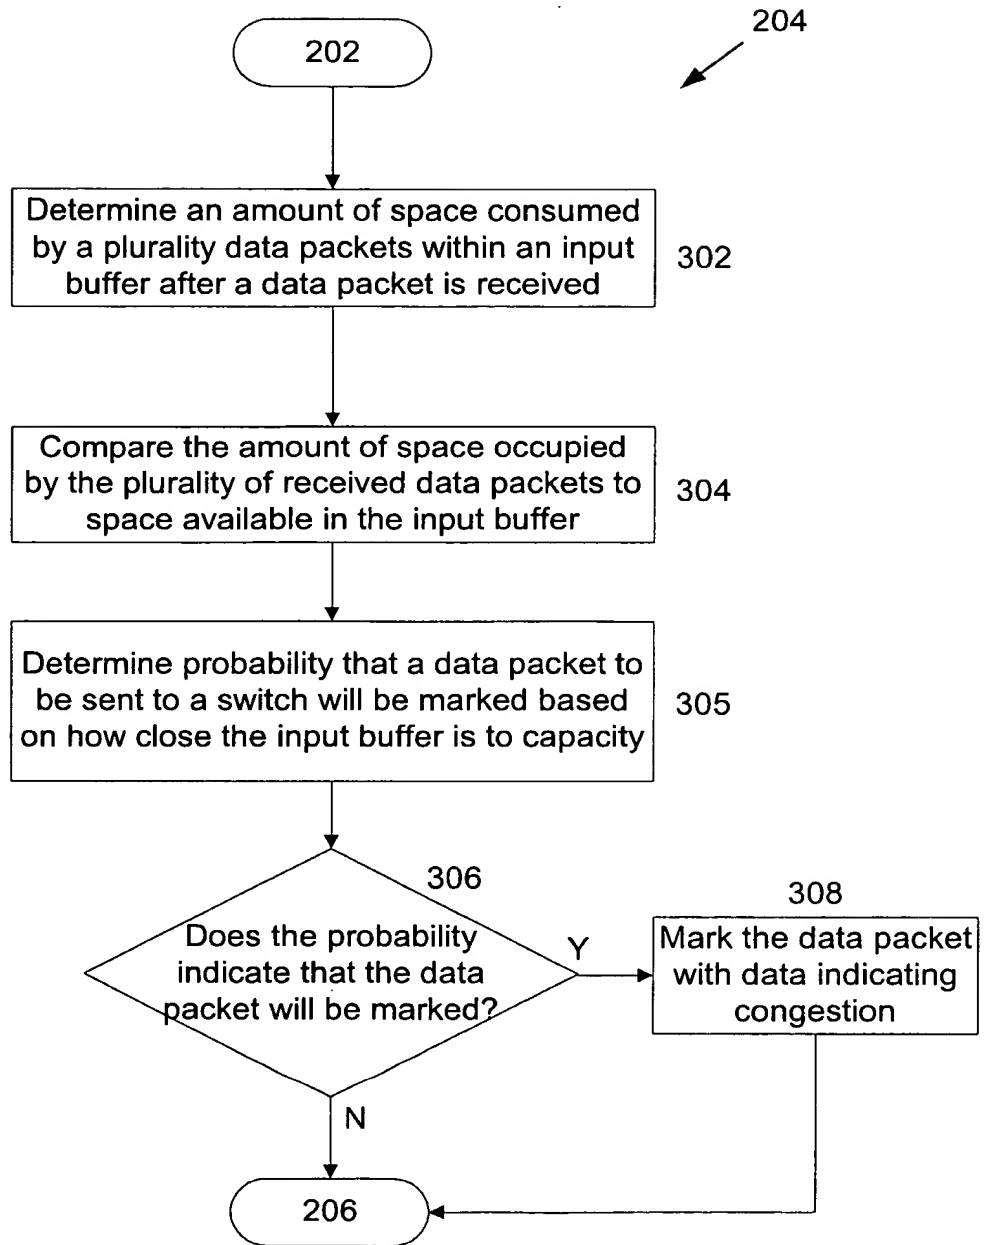 204
202
Determine an amount of space consumed
by a plurality data packets within an input
buffer after a data packet is received
302
Compare the amount of space occupied
by the plurality of received data packets to
space available in the input buffer
304
Determine probability that a data packet to
be sent to a switch will be marked based
on how close the input buffer is to capacity
305
306
Does the probability
indicate that the data
packet will be marked?
Y
308
Mark the data packet
with data indicating
congestion
N
206